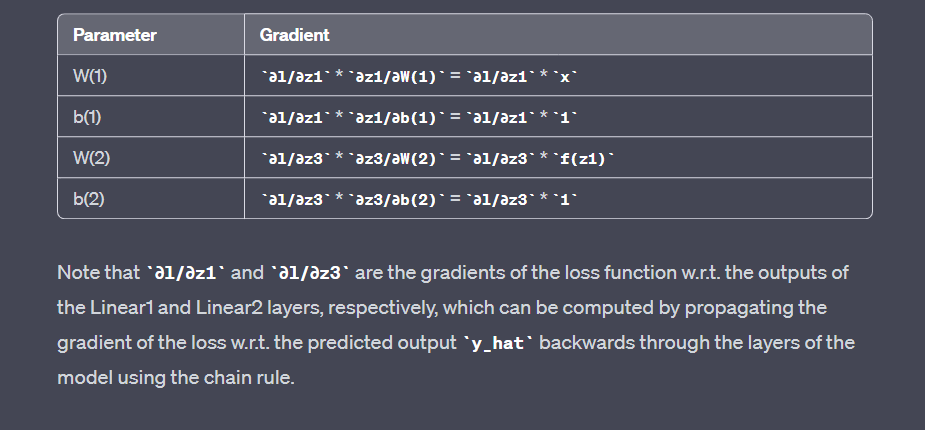 Parameter Gradient
W(1) `∂l/∂z1` * `∂z1/∂W(1)` = `∂l/∂z1` * `x`
b(1) `∂l/∂z1` * `∂z1/∂b(1)` = `∂l/∂z1` * `1`
W(2) `∂l/∂z3` * `∂z3/∂W(2)` = `∂l/∂z3` * `f(z1)`
b(2) `∂l/∂z3` * `∂z3/∂b(2)` = `∂l/∂z3` * `1`
Note that `∂l/∂z1` and `∂l/∂z3` are the gradients of the loss function w.r.t. the outputs of
the Linear1 and Linear2 layers, respectively, which can be computed by propagating the
gradient of the loss w.r.t. the predicted output `y_hat` backwards through the layers of the
model using the chain rule.